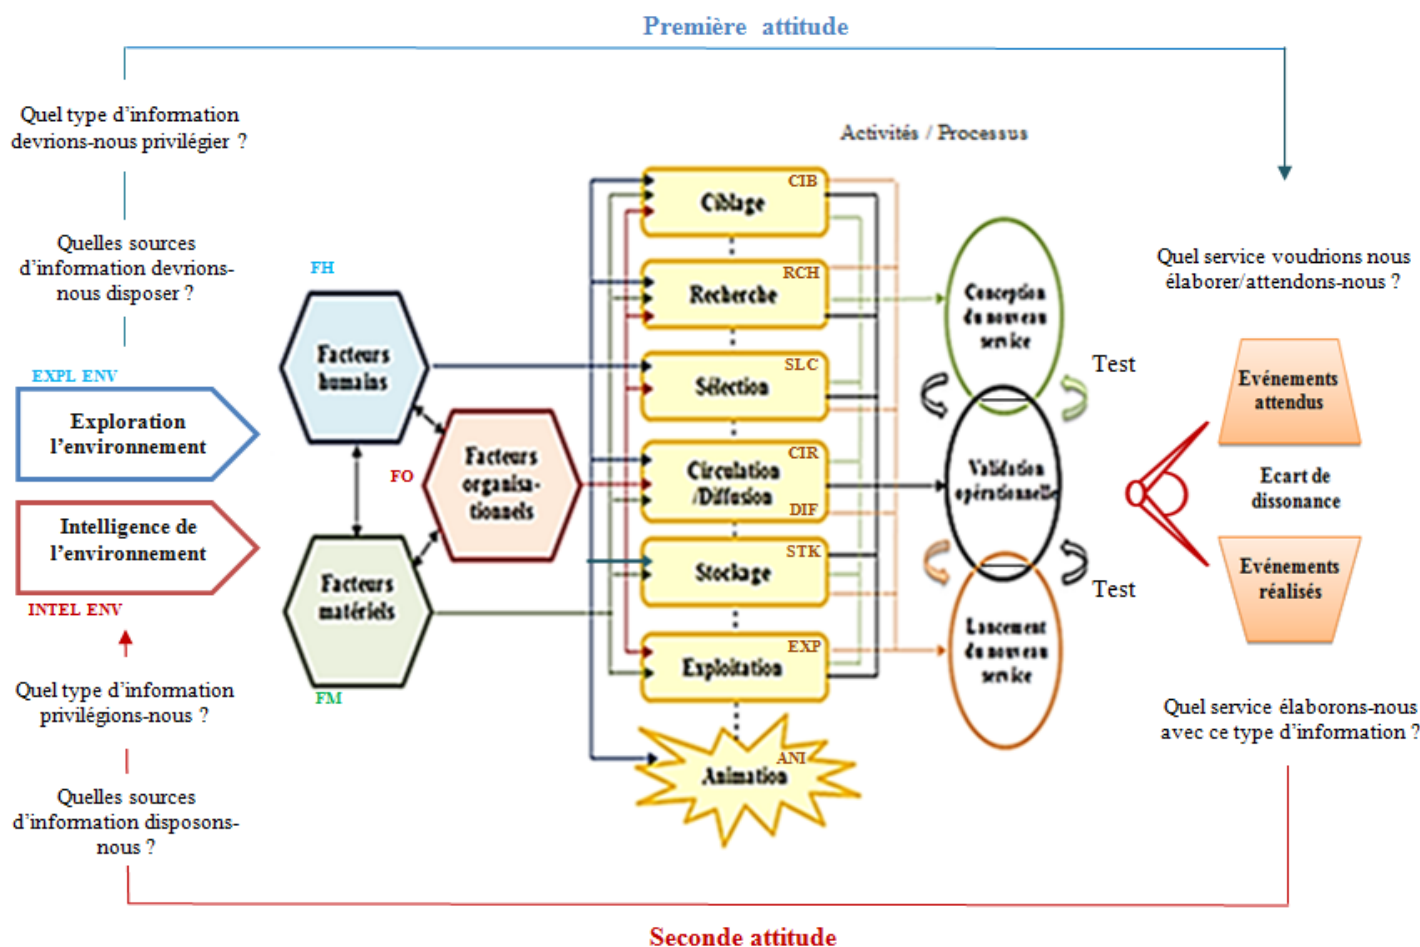 Première attitude
Quel type d'information
devrions-nous privilégier ?
Quelles sources
d'information devrions-
nous disposer ?
EXPL ENV
Exploration
l'environnement
Intelligence de
l'environnement
INTEL ENV
Quel type d'information
privilégions-nous ?
Quelles sources
d'information disposons-
nous ?
FH
Facteurs
humains
FO
Facteurs
organisa-
tionnels
Facteurs
matériels
FM
Activités / Processus
CIB
Ciblage
RCH
Recherche
SLC
Sélection
CIR
Circulation
/Diffusion
DIF
STK
Stockage
EXP
Exploitation
ANI
Animation
Conception
du nouveau
service
Test
Validation
opérationnelle
Test
Lancement
du nouveau
service
Quel service voudrions nous
élaborer/attendons-nous ?
Evénements
attendus
Ecart de
dissonance
Evénements
réalisés
Quel service élaborons-nous
avec ce type d'information ?
Seconde attitude